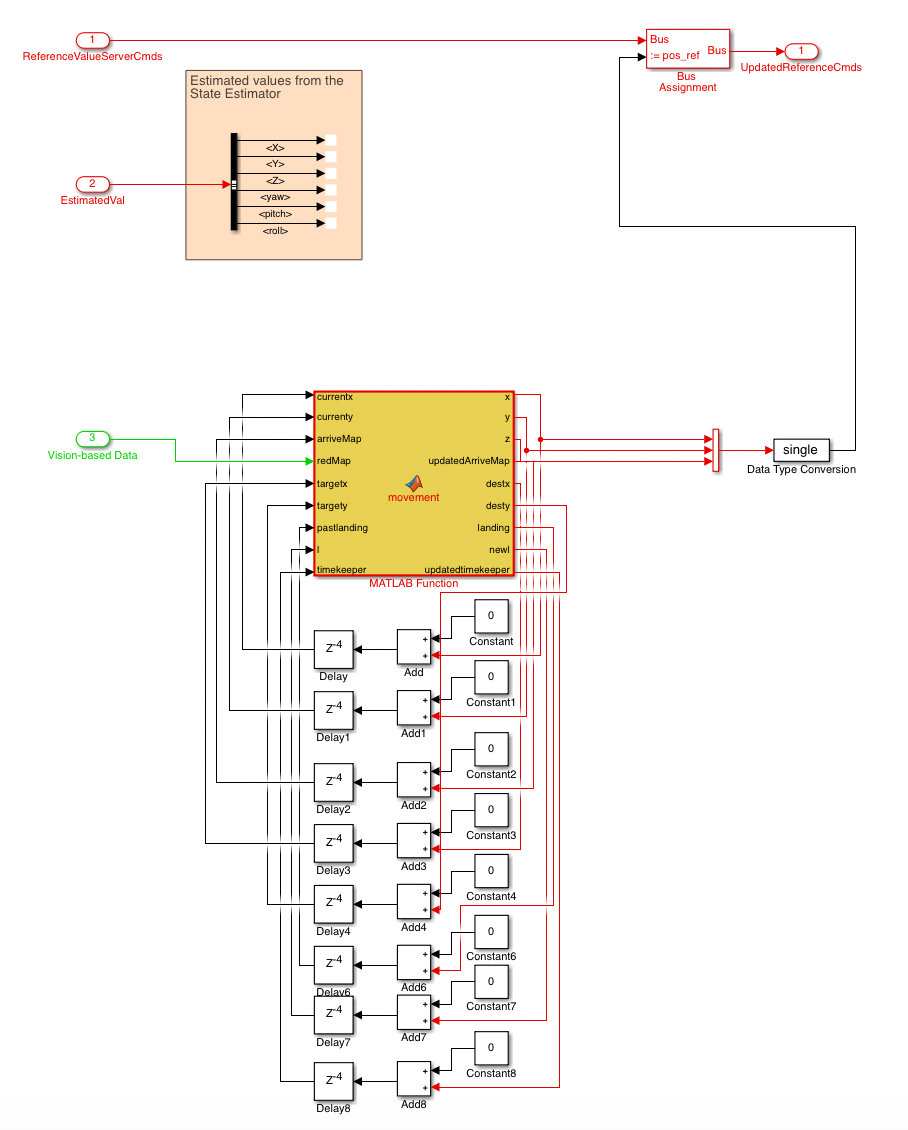 1
ReferenceValueServerCmds
Bus
:= pos_ref
Bus
Bus
Assignment
1
UpdatedReferenceCmds
Estimated values from the
State Estimator
<X>
<Y>
<Z>
<yaw>
<pitch>
<roll>
2
EstimatedVal
3
Vision-based Data
currentx
currenty
arriveMap
redMap
targetx
targety
pastlanding
l
timekeeper
movement
x
y
z
updatedArriveMap
destx
desty
landing
newl
updatedtimekeeper
MATLAB Function
single
Data Type Conversion
0
Constant
Z-4
Delay
+
+
Add
0
Constant1
Z-4
Delay1
+
+
Add1
0
Constant2
Z-4
Delay2
+
+
Add2
0
Constant3
Z-4
Delay3
+
+
Add3
0
Constant4
Z-4
Delay4
+
+
Add4
0
Constant6
Z-4
Delay6
+
+
Add6
0
Constant7
Z-4
Delay7
+
+
Add7
0
Constant8
Z-4
Delay8
+
+
Add8